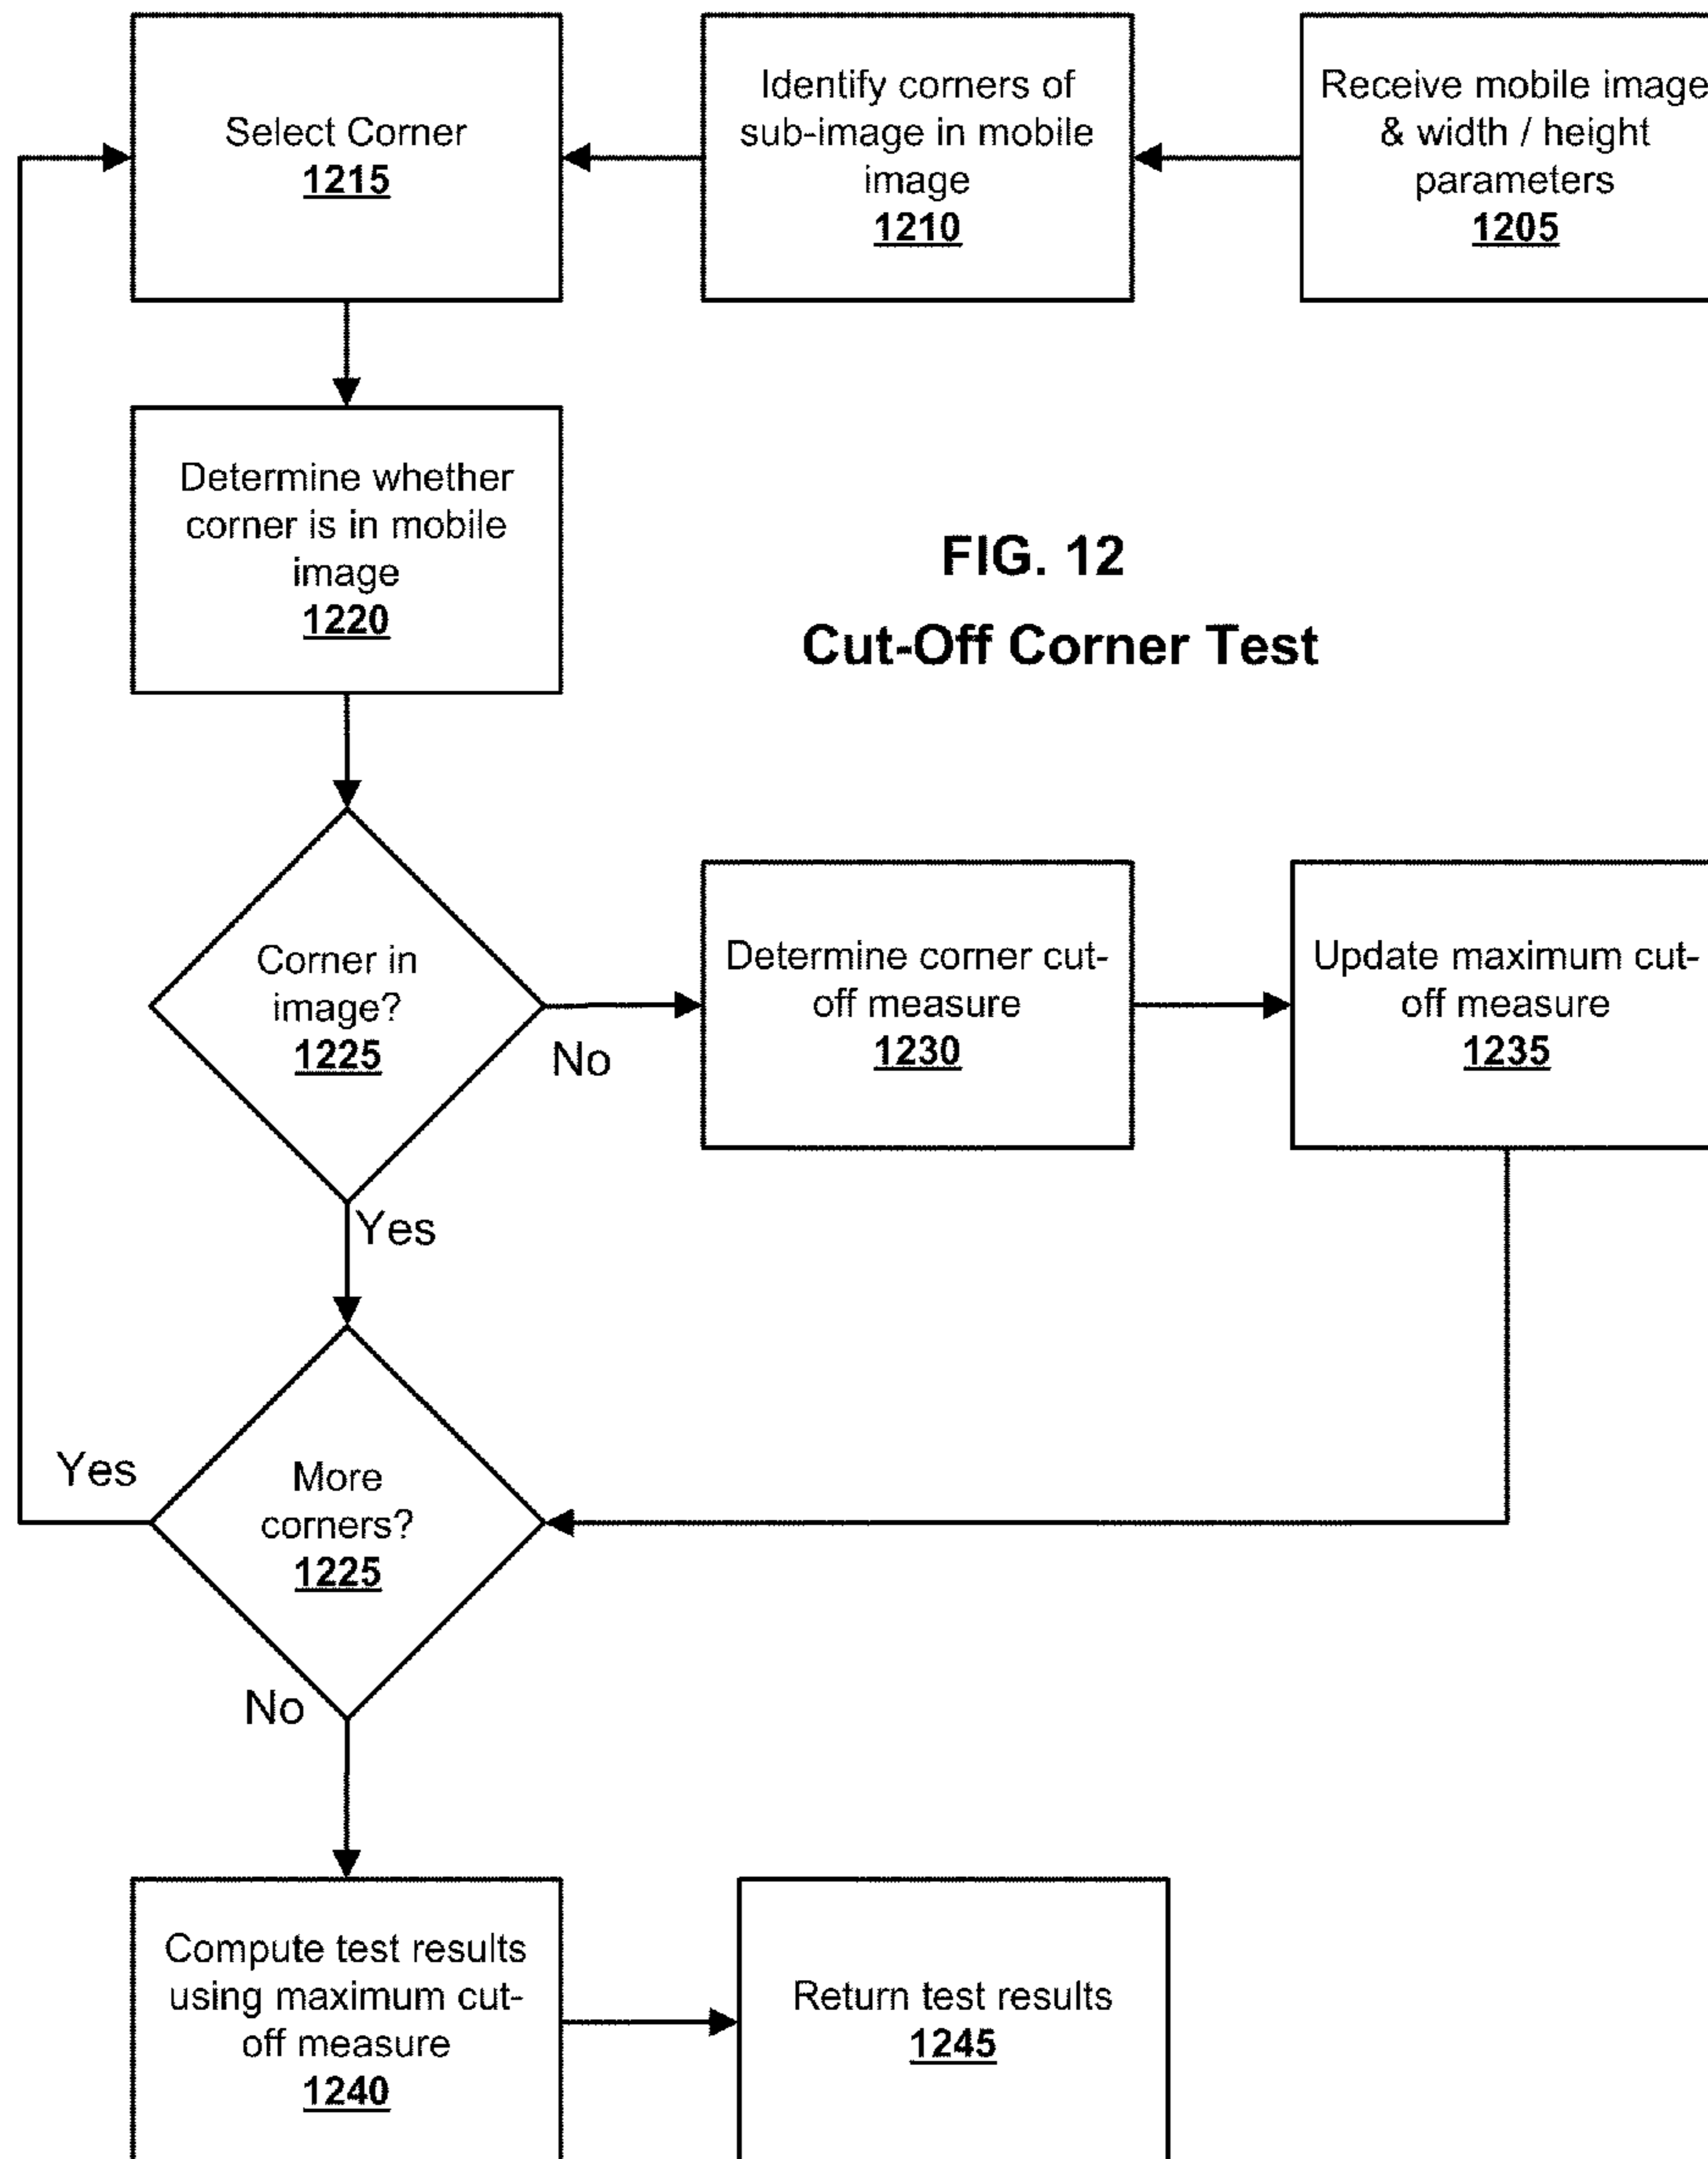 Receive mobile image
& width / height
parameters
1205
Identify corners of
sub-image in mobile
image
1210
Select Corner
1215
Determine whether
corner is in mobile
image
1220
FIG. 12
Cut-Off Corner Test
Corner in
image?
1225
No
Yes
Determine corner cut-
off measure
1230
Update maximum cut-
off measure
1235
More
corners?
1225
Yes
No
Compute test results
using maximum cut-
off measure
1240
Return test results
1245